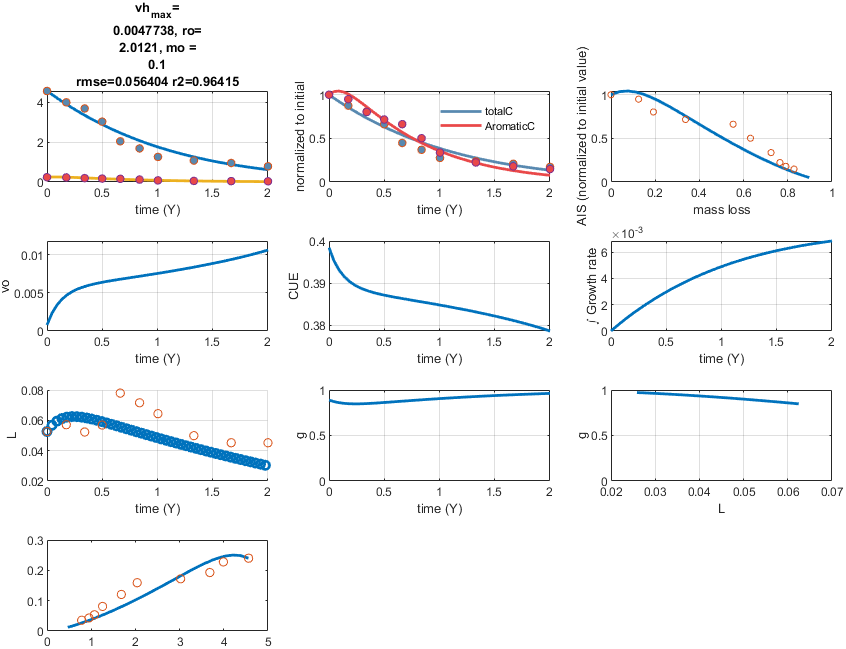 vh_max=
0.0047738, ro=
2.0121, mo =
0.1
rmse=0.056404 r2=0.96415
4
2
0
0 0.5 1 1.5 2
time (Y)
normalized to initial
1
0.5
0
totalC
AromaticC
0 0.5 1 1.5 2
time (Y)
AIS (normalized to initial value)
1
0.5
0
0 0.2 0.4 0.6 0.8 1
mass loss
vo
0.01
0.005
0
0 0.5 1 1.5 2
time (Y)
CUE
0.4
0.39
0.38
0 0.5 1 1.5 2
time (Y)
∫ Growth rate
×10^-3
6
4
2
0
0 0.5 1 1.5 2
time (Y)
L
0.08
0.06
0.04
0.02
0 0.5 1 1.5 2
time (Y)
g
1
0.5
0
0 0.5 1 1.5 2
time (Y)
g
1
0.5
0
0.02 0.03 0.04 0.05 0.06 0.07
L
0.3
0.2
0.1
0
0 1 2 3 4 5